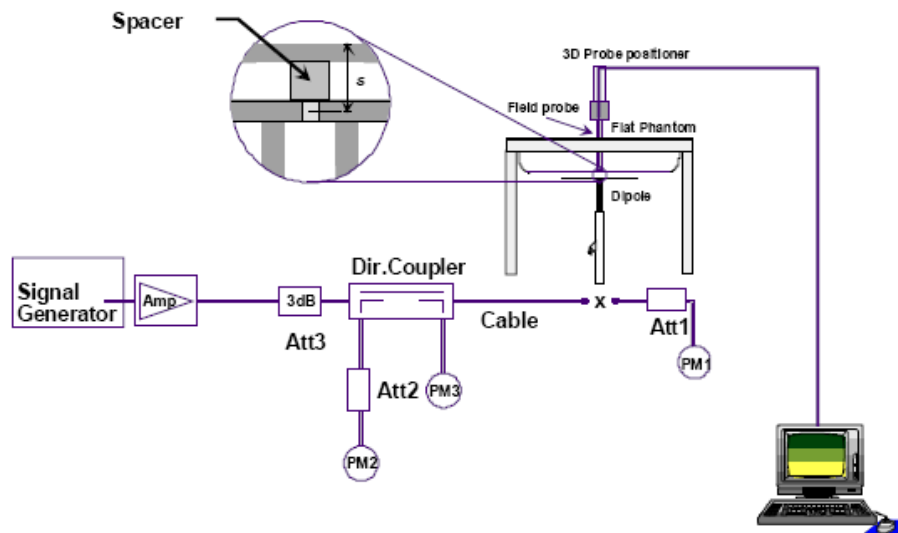 Spacer
s
3D Probe positioner
Field probe
Flat Phantom
Dipole
Signal
Generator
Amp
3dB
Att3
Dir.Coupler
Cable
X
Att1
PM1
Att2
PM3
PM2